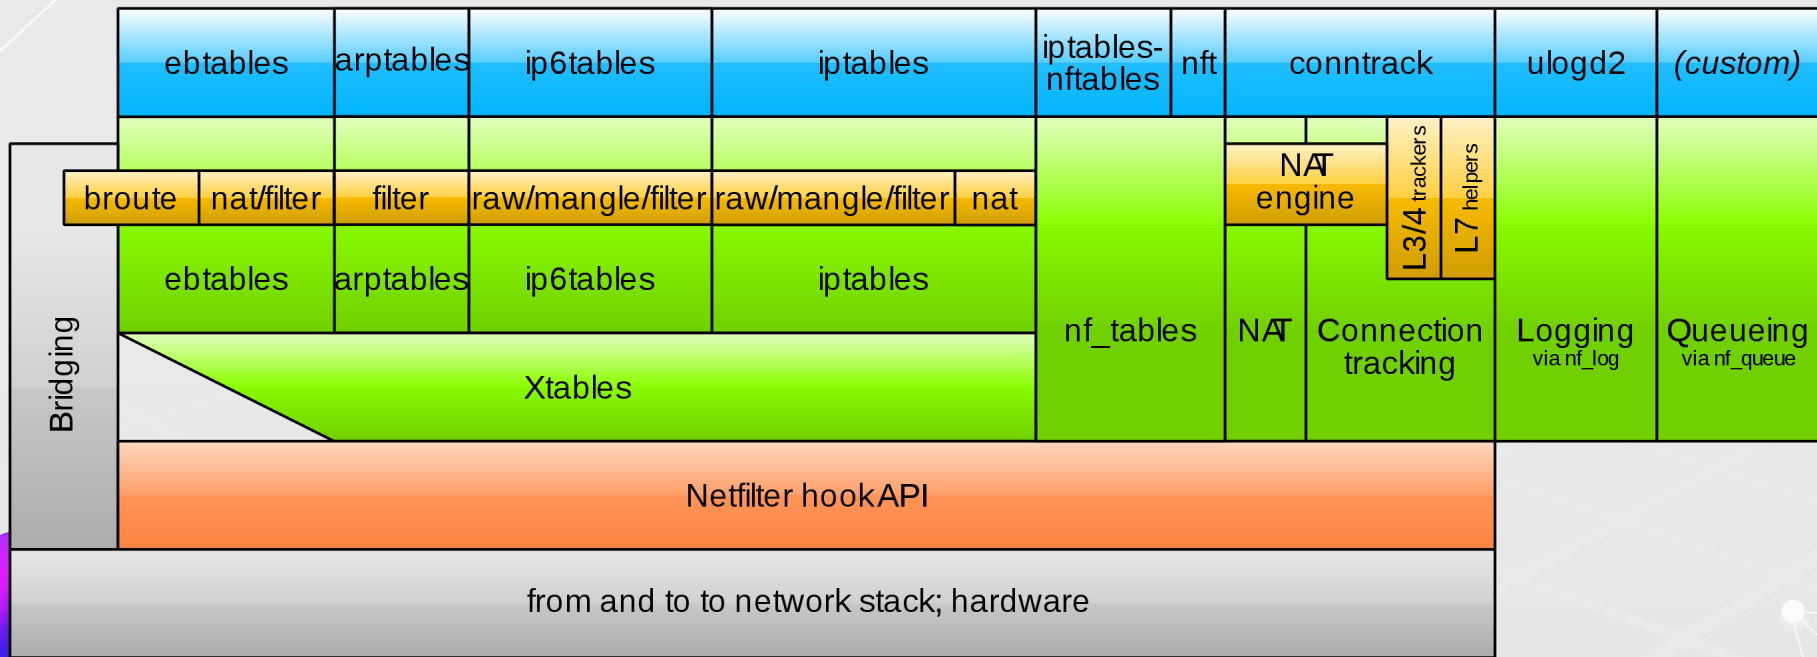 ebtables
arptables
ip6tables
iptables
iptables-
nftables
nft
conntrack
ulogd2
(custom)
broute
nat/filter
filter
raw/mangle/filter
raw/mangle/filter
nat
NAT
engine
L3/4 trackers
L7 helpers
ebtables
arptables
ip6tables
iptables
nf_tables
NAT
Connection
tracking
Logging
via nf_log
Queueing
via nf_queue
Bridging
Xtables
Netfilter hook API
from and to to network stack; hardware